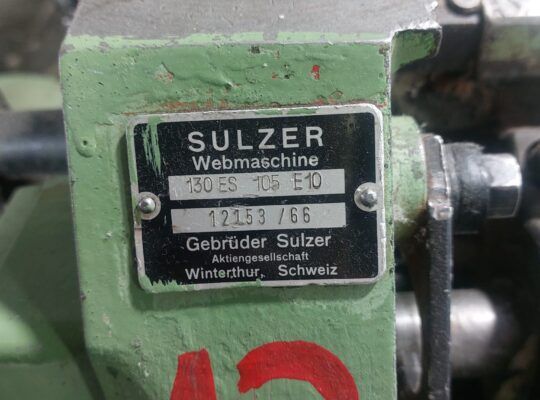 SULZER
Webmaschine
130 ES 105 E10
12153 /66
Gebrüder Sulzer
Aktiengesellschaft
Winterthur, Schweiz